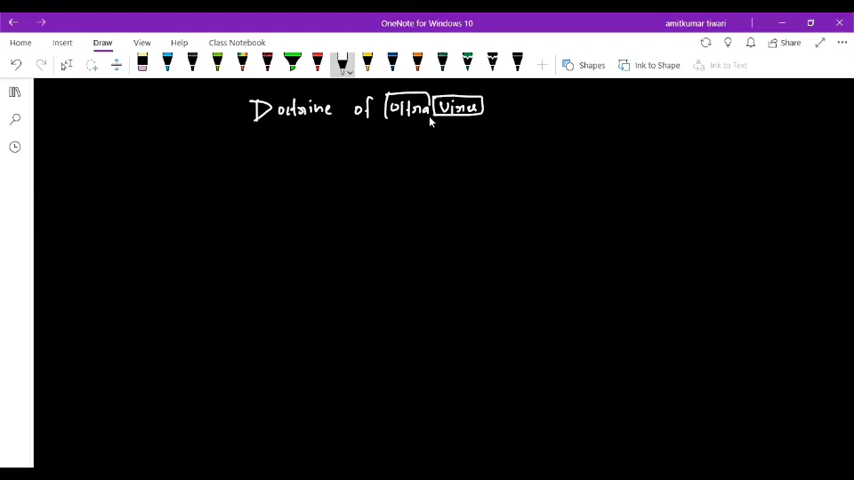 OneNote for Windows 10
amitkumar tiwari
Home Insert Draw View Help Class Notebook
Share
Shapes Ink to Shape Ink to Text
Doctrine of Ultra Vires